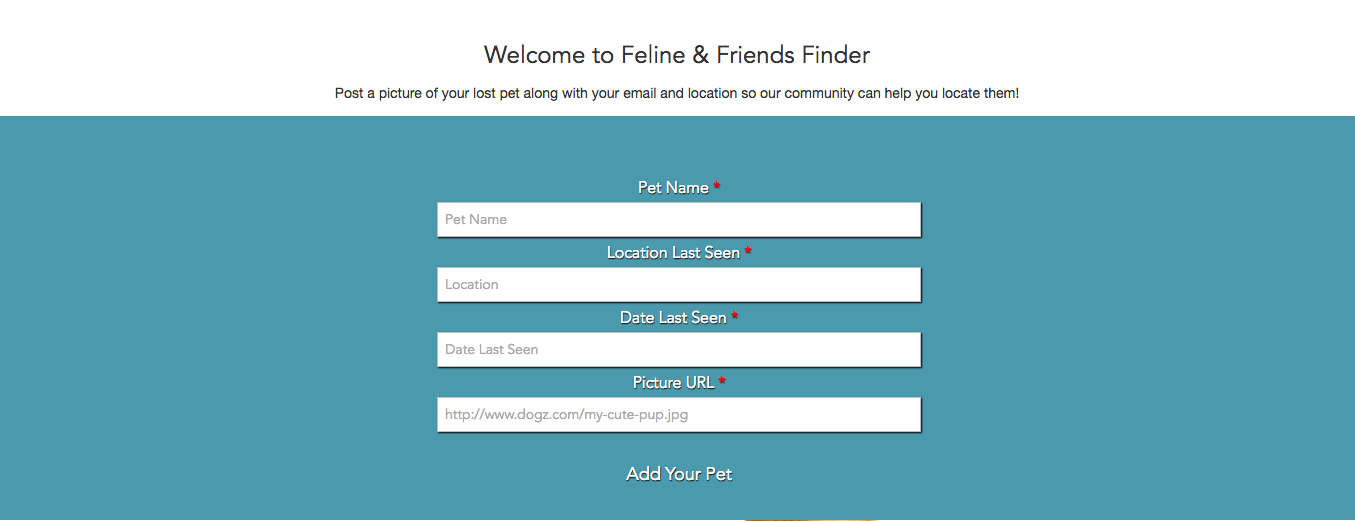 Welcome to Feline & Friends Finder
Post a picture of your lost pet along with your email and location so our community can help you locate them!
Pet Name *
Pet Name
Location Last Seen *
Location
Date Last Seen *
Date Last Seen
Picture URL *
http://www.dogz.com/my-cute-pup.jpg
Add Your Pet